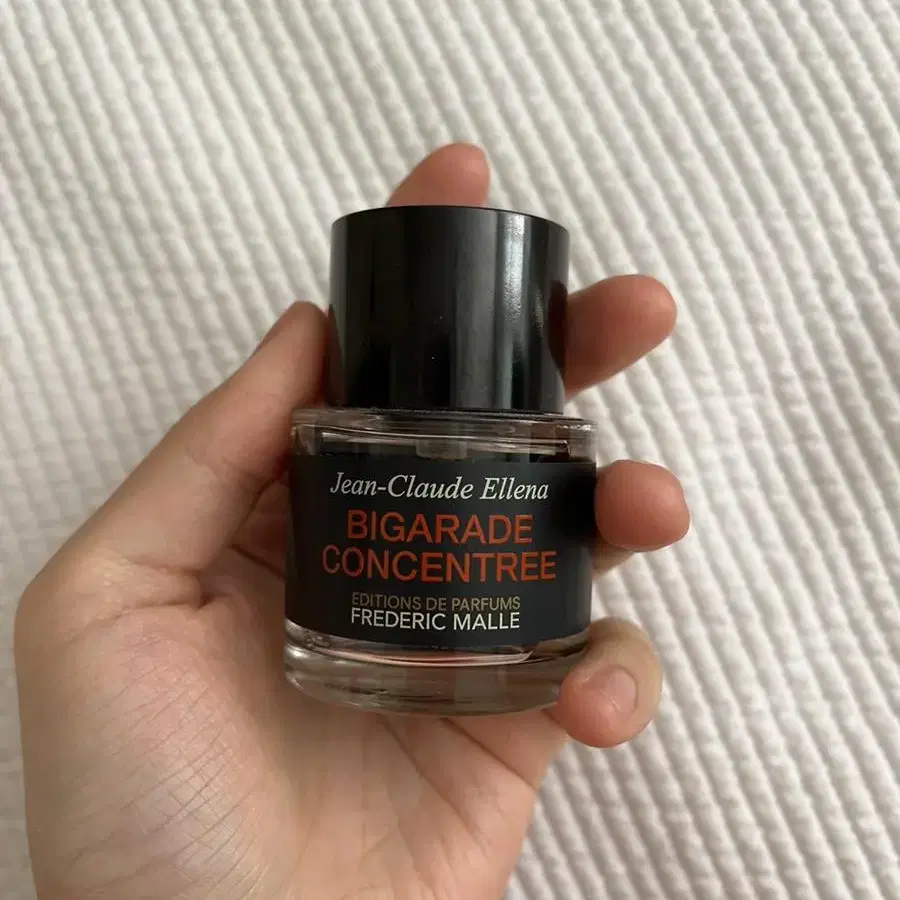 Jean-Claude Ellena
BIGARADE
CONCENTREE
EDITIONS DE PARFUMS
FREDERIC MALLE